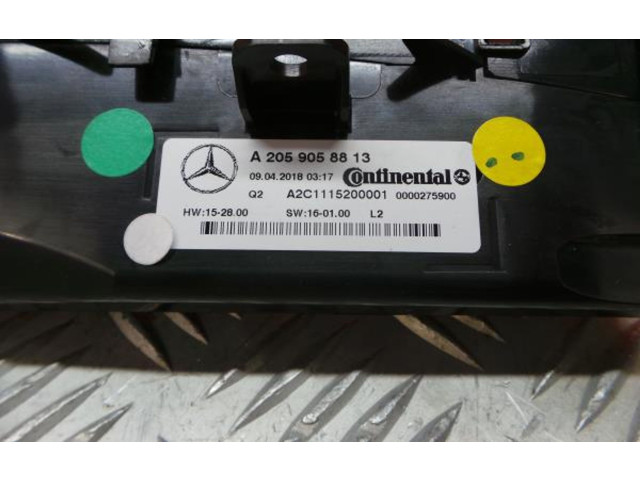 A 205 905 88 13
09.04.2018 03:17 Continental
Q2 A2C1115200001 0000275900
HW:15-28.00 SW:16-01.00 L2